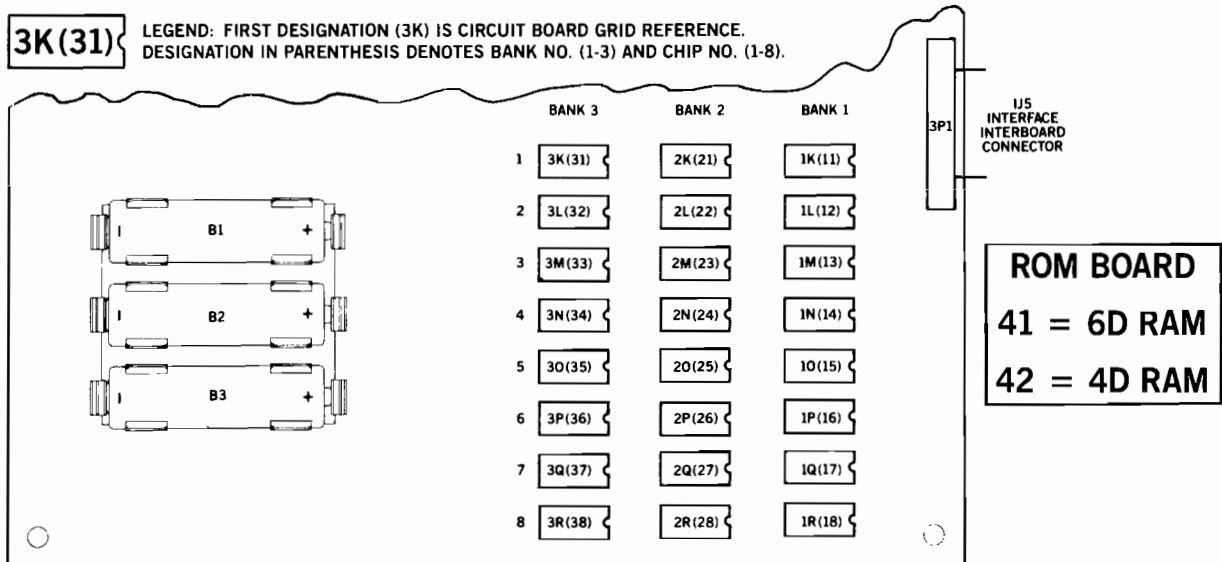 3K(31)
LEGEND: FIRST DESIGNATION (3K) IS CIRCUIT BOARD GRID REFERENCE.
DESIGNATION IN PARENTHESIS DENOTES BANK NO. (1-3) AND CHIP NO. (1-8).
BANK 3 BANK 2 BANK 1
1 3K(31) 2K(21) 1K(11)
2 3L(32) 2L(22) 1L(12)
3 3M(33) 2M(23) 1M(13)
4 3N(34) 2N(24) 1N(14)
5 3O(35) 2O(25) 1O(15)
6 3P(36) 2P(26) 1P(16)
7 3Q(37) 2Q(27) 1Q(17)
8 3R(38) 2R(28) 1R(18)
- B1 +
- B2 +
- B3 +
3P1
1J5
INTERFACE
INTERBOARD
CONNECTOR
ROM BOARD
41 = 6D RAM
42 = 4D RAM